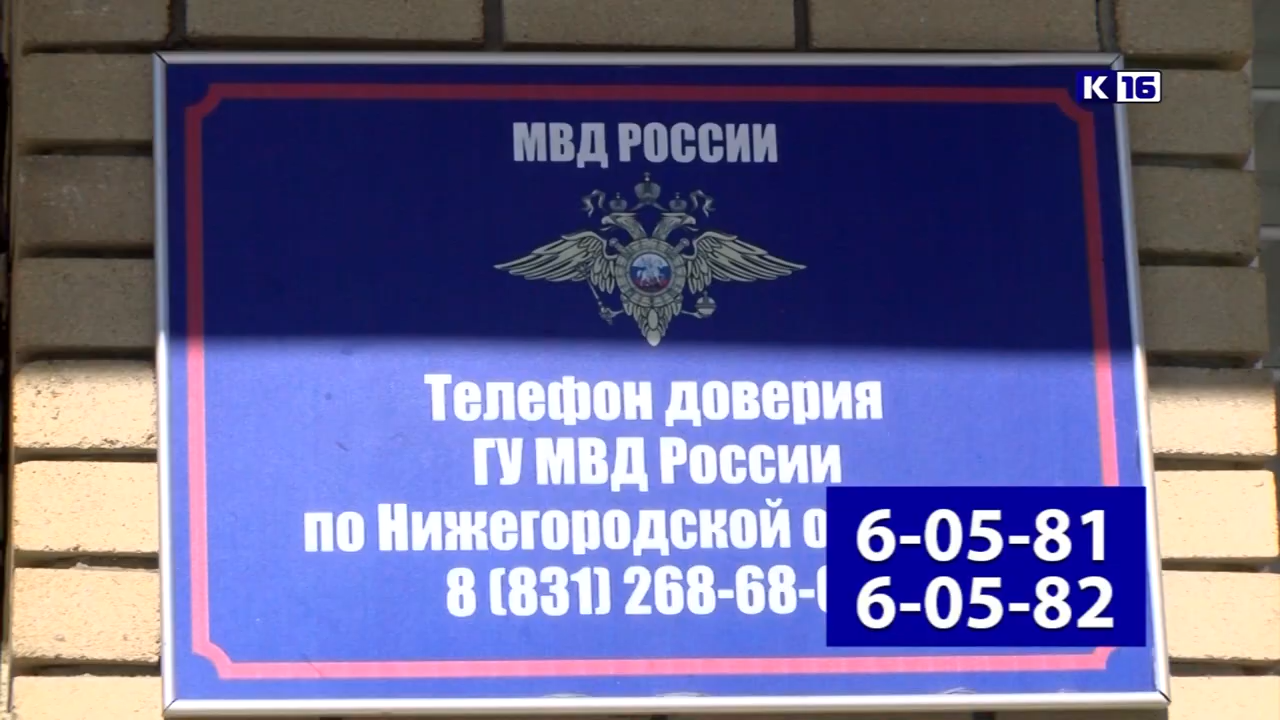 К 16
МВД РОССИИ
Телефон доверия
ГУ МВД России
по Нижегородской
8 (831) 268-68-
6-05-81
6-05-82